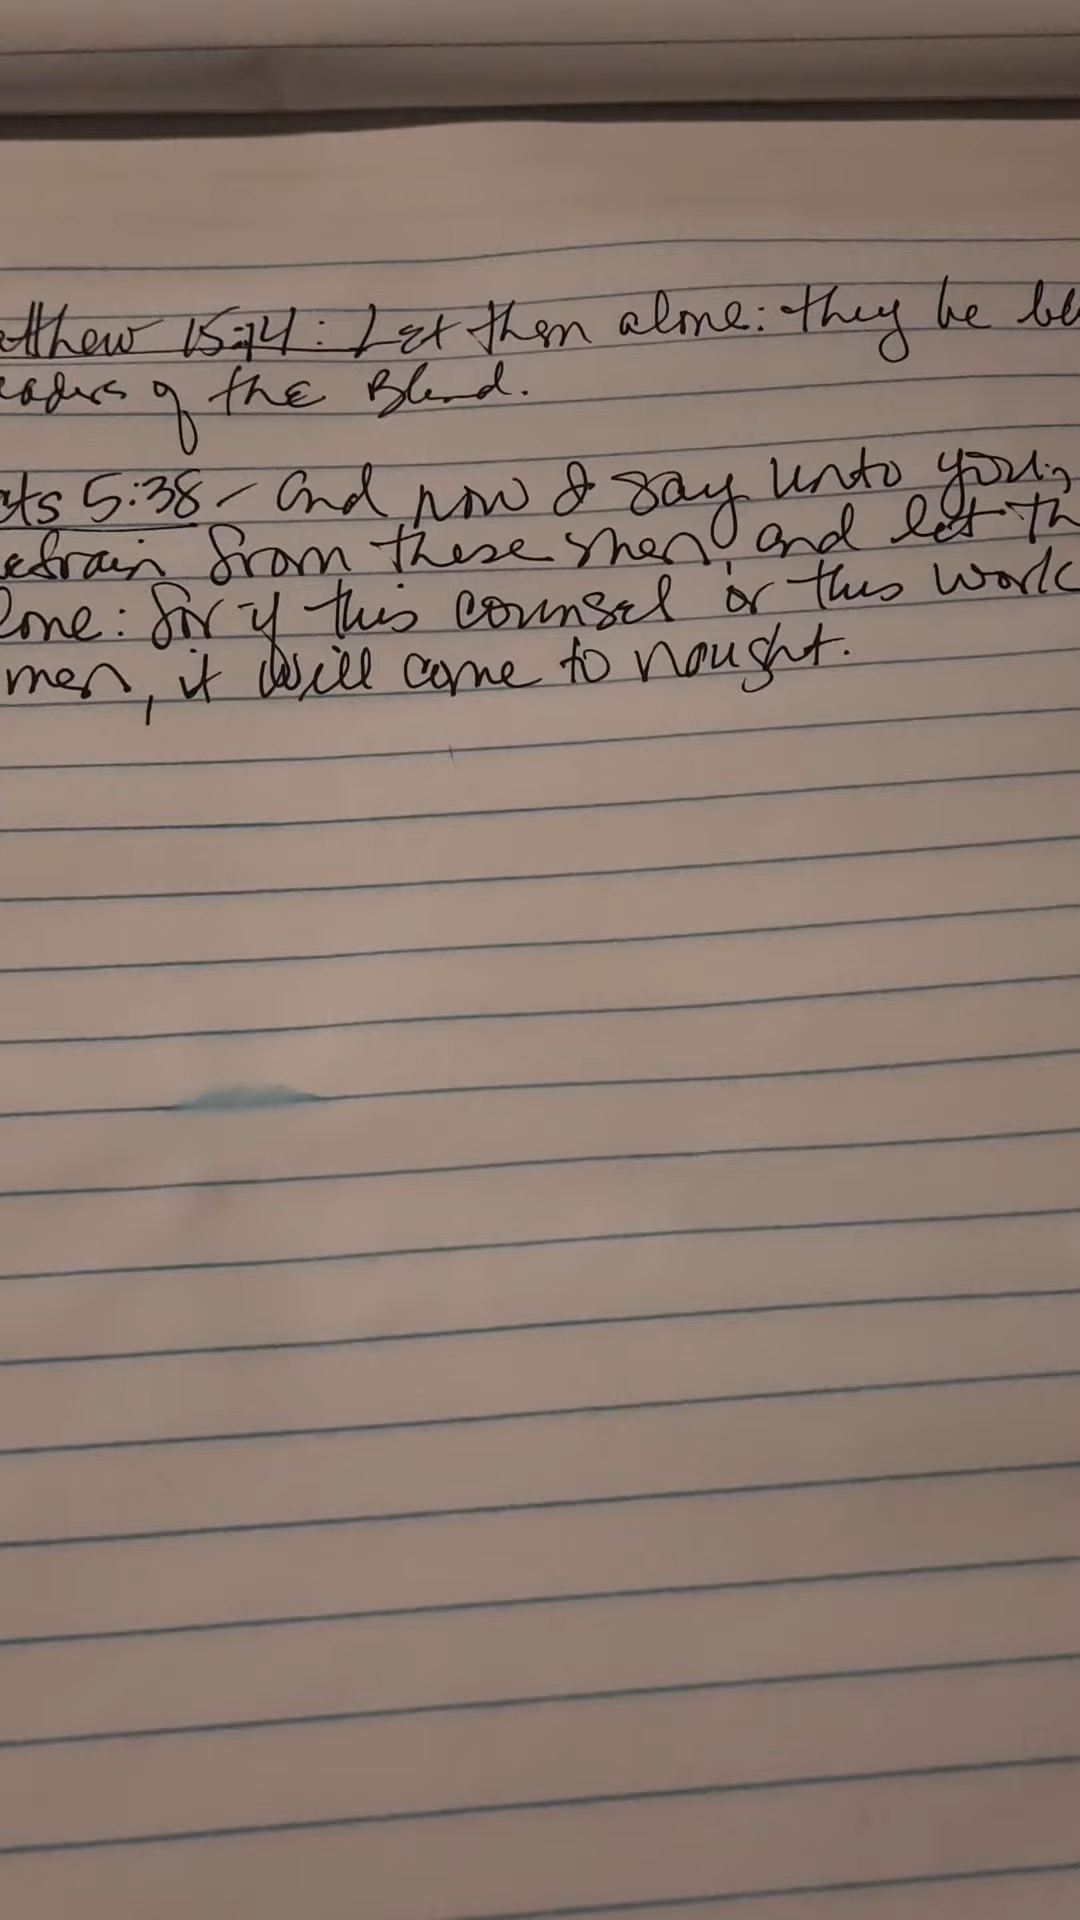 atthew 15:14: Let them alone: they be bl
eaders of the Blind.
cts 5:38 - And now I say unto you,
efrain from these men and let th
lone: for if this counsel or this work
men, it will come to nought.